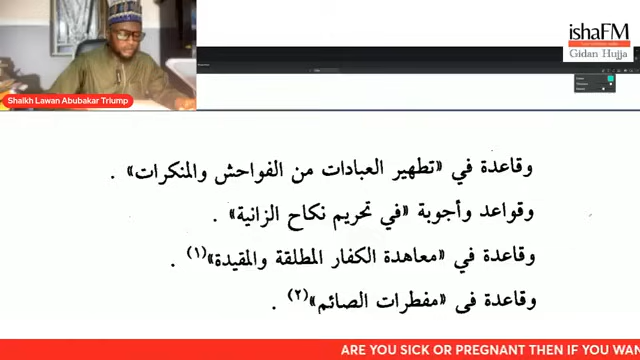 ishaFM
Gidan Hujja
Shaikh Lawan Abubakar Triump
وقاعدة في «تطهير العبادات من الفواحش والمنكرات» .
وقواعد وأجوبة «في تحريم نكاح الزانية» .
وقاعدة في «معاهدة الكفار المطلقة والمقيدة»(١) .
وقاعدة فى «مفطرات الصائم»(٢) .
ARE YOU SICK OR PREGNANT THEN IF YOU WAN